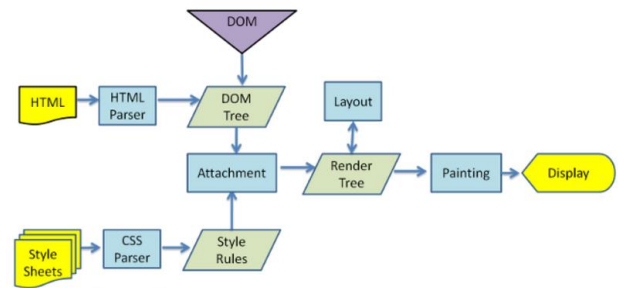 DOM
HTML
HTML
Parser
DOM
Tree
Layout
Attachment
Render
Tree
Painting
Display
Style
Sheets
CSS
Parser
Style
Rules